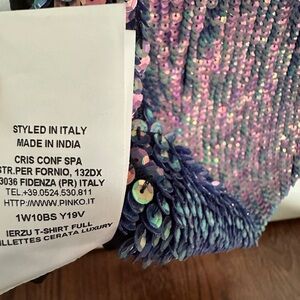 STYLED IN ITALY
MADE IN INDIA
CRIS CONF SPA
STR.PER FORNIO, 132DX
3036 FIDENZA (PR) ITALY
TEL.+39.0524.530.811
HTTP://WWW.PINKO.IT
1W10BS Y19V
IERZU T-SHIRT FULL
ILLETTES CERATA LUXURY